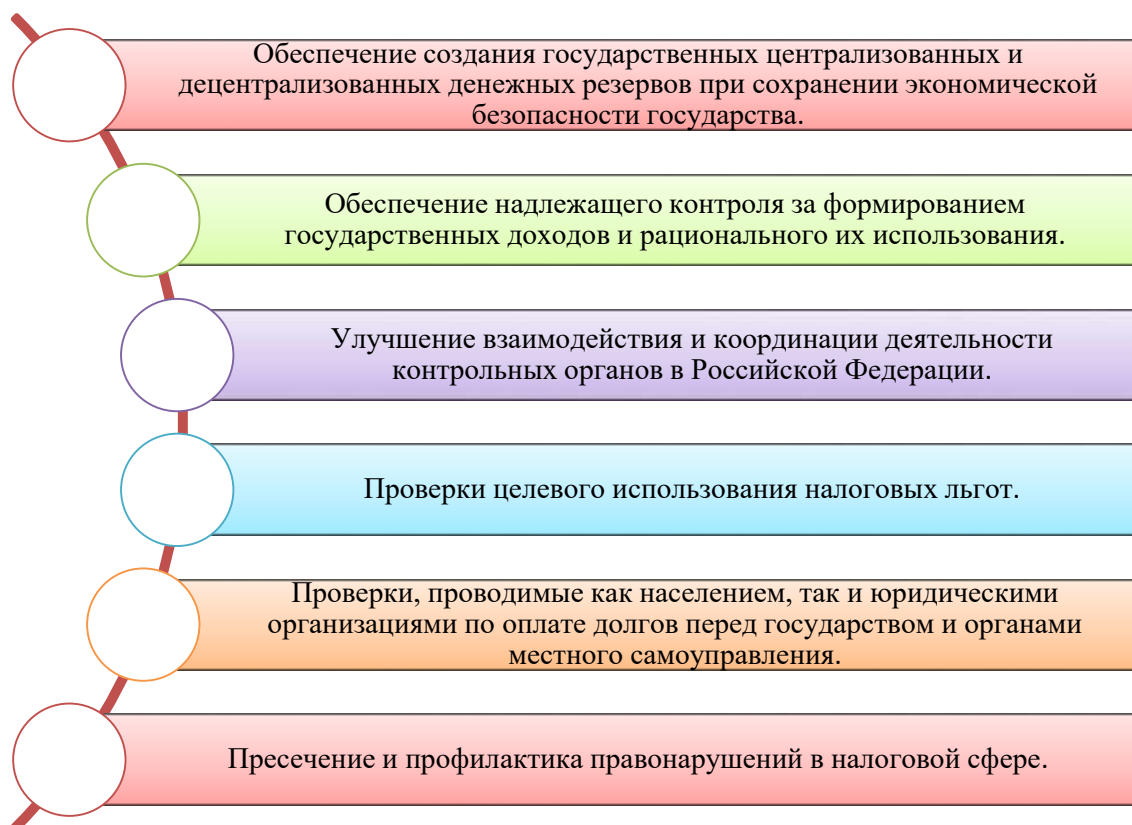 Обеспечение создания государственных централизованных и
децентрализованных денежных резервов при сохранении экономической
безопасности государства.
Обеспечение надлежащего контроля за формированием
государственных доходов и рационального их использования.
Улучшение взаимодействия и координации деятельности
контрольных органов в Российской Федерации.
Проверки целевого использования налоговых льгот.
Проверки, проводимые как населением, так и юридическими
организациями по оплате долгов перед государством и органами
местного самоуправления.
Пресечение и профилактика правонарушений в налоговой сфере.